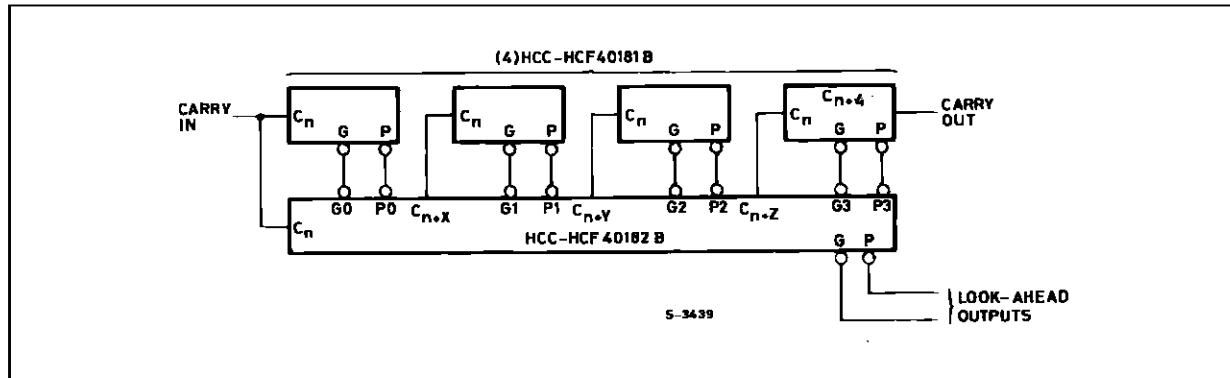 (4)HCC-HCF40181B
CARRY IN
Cn G P
Cn G P
Cn G P
Cn Cn+4 G P
CARRY OUT
G0 P0 Cn+X G1 P1 Cn+Y G2 P2 Cn+Z G3 P3
Cn
HCC-HCF40182B
G P
LOOK-AHEAD
OUTPUTS
S-3439